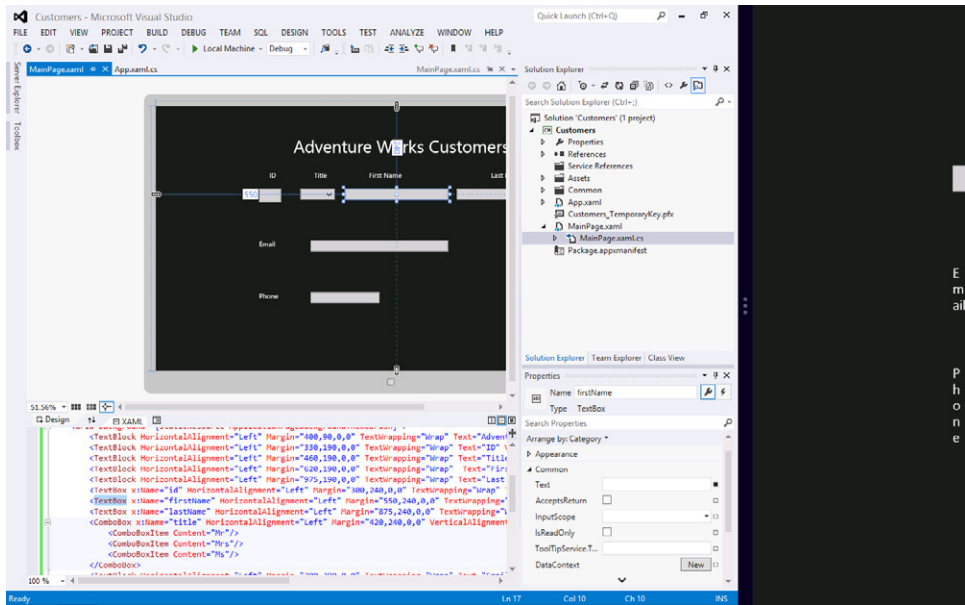 Customers - Microsoft Visual Studio
Quick Launch (Ctrl+Q)
FILE EDIT VIEW PROJECT BUILD DEBUG TEAM SQL DESIGN TOOLS TEST ANALYZE WINDOW HELP
Local Machine Debug
Server Explorer
Toolbox
MainPage.xaml
App.xaml.cs
MainPage.xaml.cs
Adventure Works Customers
ID
Title
First Name
Last
550
Email
Phone
51.56%
Design
XAML
<TextBlock HorizontalAlignment="Left" Margin="400,90,0,0" TextWrapping="Wrap" Text="Advent
<TextBlock HorizontalAlignment="Left" Margin="330,190,0,0" TextWrapping="Wrap" Text="ID" V
<TextBlock HorizontalAlignment="Left" Margin="460,190,0,0" TextWrapping="Wrap" Text="Title
<TextBlock HorizontalAlignment="Left" Margin="620,190,0,0" TextWrapping="Wrap" Text="Firs
<TextBlock HorizontalAlignment="Left" Margin="975,190,0,0" TextWrapping="Wrap" Text="Last
<TextBox x:Name="id" HorizontalAlignment="Left" Margin="300,240,0,0" TextWrapping="Wrap"
<TextBox x:Name="firstName" HorizontalAlignment="Left" Margin="550,240,0,0" TextWrapping="
<TextBox x:Name="lastName" HorizontalAlignment="Left" Margin="875,240,0,0" TextWrapping="W
<ComboBox x:Name="title" HorizontalAlignment="Left" Margin="420,240,0,0" VerticalAlignment
<ComboBoxItem Content="Mr"/>
<ComboBoxItem Content="Mrs"/>
<ComboBoxItem Content="Ms"/>
</ComboBox>
100 %
Solution Explorer
Search Solution Explorer (Ctrl+;)
Solution 'Customers' (1 project)
Customers
Properties
References
Service References
Assets
Common
App.xaml
Customers_TemporaryKey.pfx
MainPage.xaml
MainPage.xaml.cs
Package.appxmanifest
Solution Explorer Team Explorer Class View
Properties
Name firstName
Type TextBox
Search Properties
Arrange by: Category
Appearance
Common
Text
AcceptsReturn
InputScope
IsReadOnly
ToolTipService.T...
DataContext New
Ready Ln 17 Col 10 Ch 10 INS
E
m
ail
P
h
o
n
e